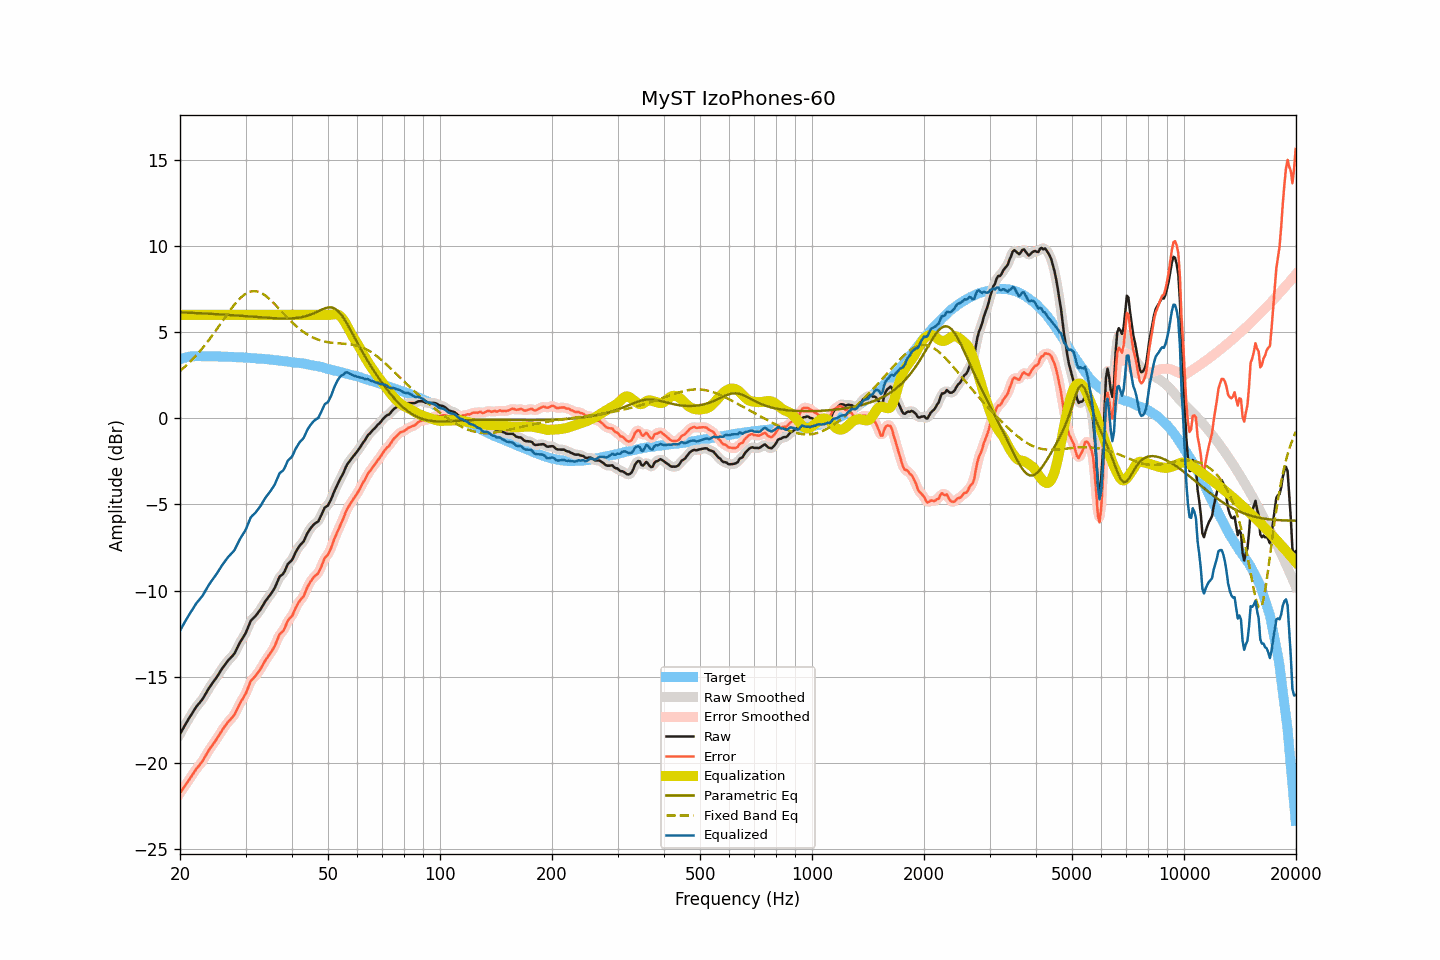 MyST IzoPhones-60
Amplitude (dBr)
15
10
5
0
−5
−10
−15
−20
−25
Target
Raw Smoothed
Error Smoothed
Raw
Error
Equalization
Parametric Eq
Fixed Band Eq
Equalized
20 50 100 200 500 1000 2000 5000 10000 20000
Frequency (Hz)